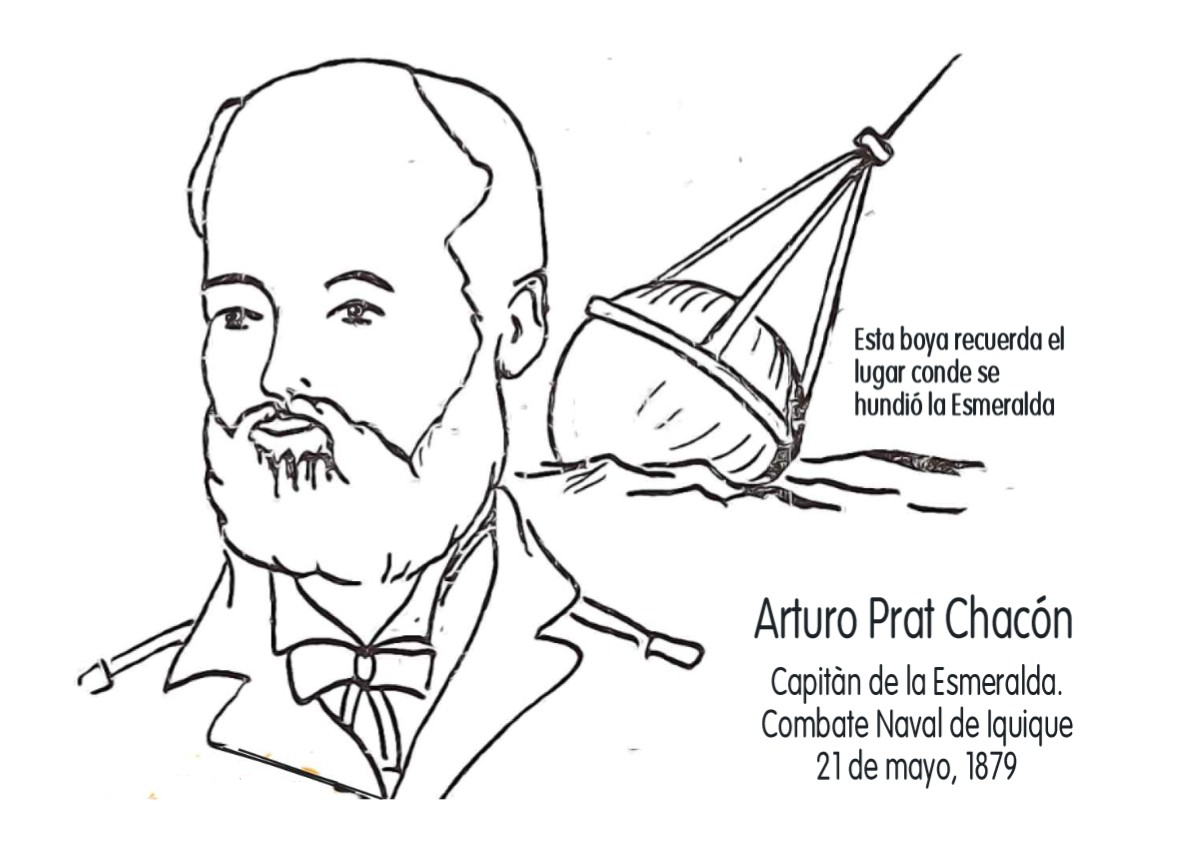 Esta boya recuerda el
lugar conde se
hundió la Esmeralda
Arturo Prat Chacón
Capitàn de la Esmeralda.
Combate Naval de Iquique
21 de mayo, 1879